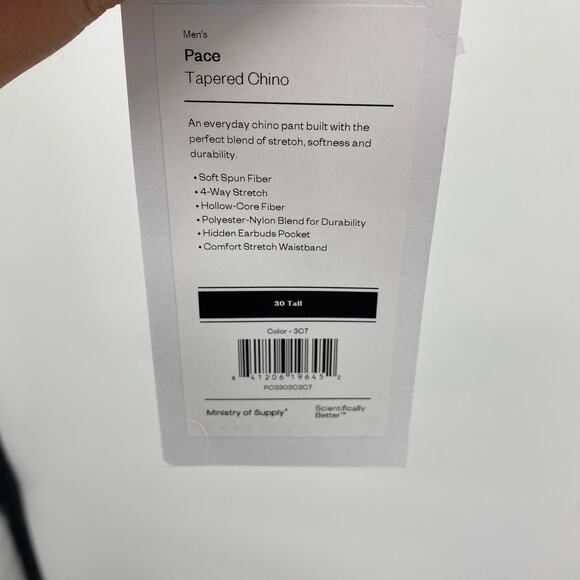 Men's
Pace
Tapered Chino
An everyday chino pant built with the
perfect blend of stretch, softness and
durability.
• Soft Spun Fiber
• 4-Way Stretch
• Hollow-Core Fiber
• Polyester-Nylon Blend for Durability
• Hidden Earbuds Pocket
• Comfort Stretch Waistband
30 Tall
Color - 307
8 41206 19645 2
PC33030307
Ministry of Supply® Scientifically
Better™